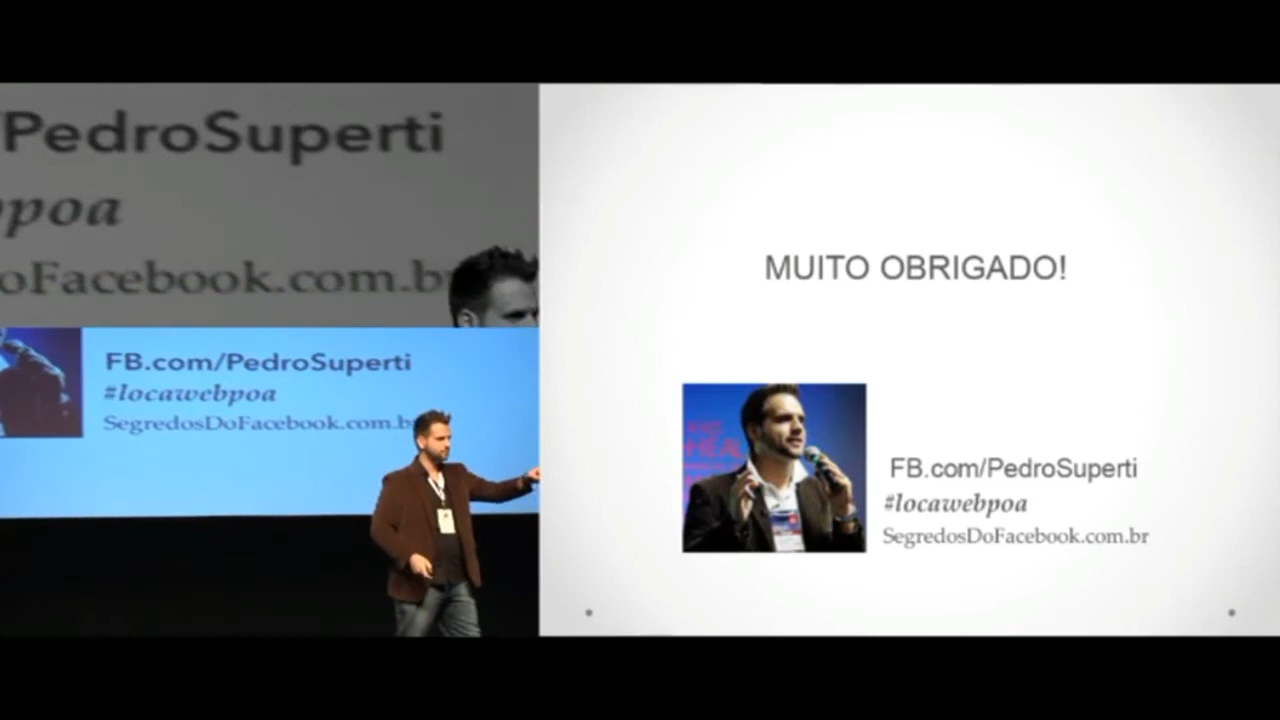 /PedroSuperti
poa
oFacebook.com.br
FB.com/PedroSuperti
#locawebpoa
SegredosDoFacebook.com.br
MUITO OBRIGADO!
FB.com/PedroSuperti
#locawebpoa
SegredosDoFacebook.com.br